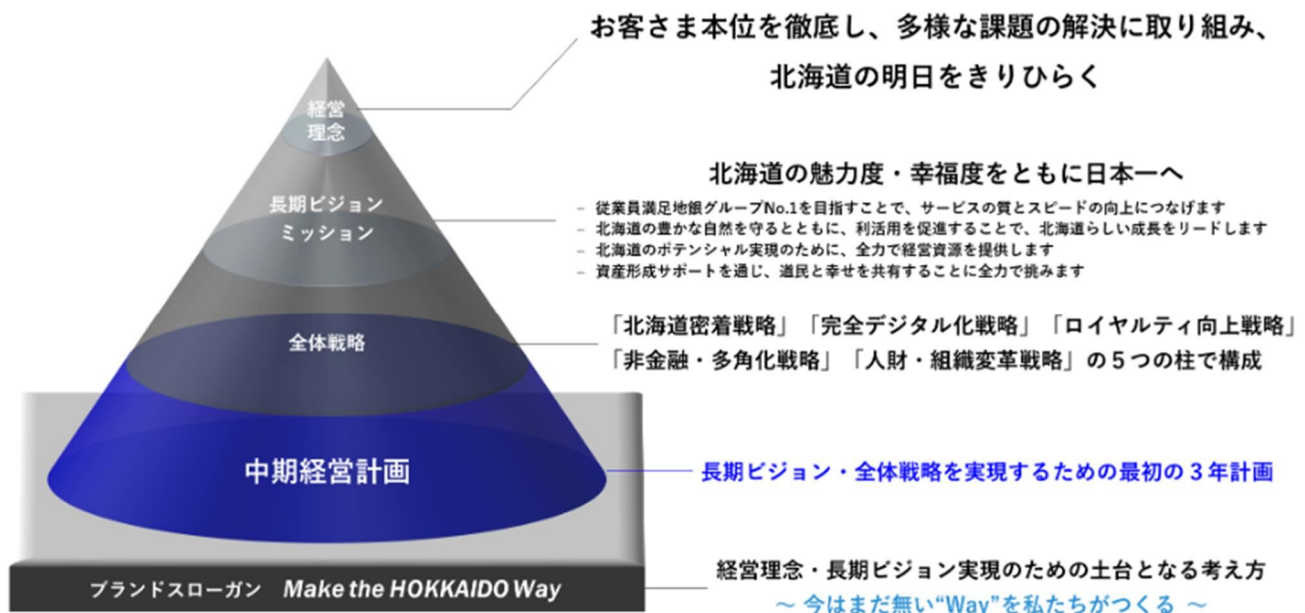 お客さま本位を徹底し、多様な課題の解決に取り組み、
北海道の明日をきりひらく
経営
理念
北海道の魅力度・幸福度をともに日本一へ
– 従業員満足地銀グループNo.1を目指すことで、サービスの質とスピードの向上につなげます
– 北海道の豊かな自然を守るとともに、利活用を促進することで、北海道らしい成長をリードします
– 北海道のポテンシャル実現のために、全力で経営資源を提供します
– 資産形成サポートを通じ、道民と幸せを共有することに全力で挑みます
長期ビジョン
ミッション
「北海道密着戦略」「完全デジタル化戦略」「ロイヤルティ向上戦略」
「非金融・多角化戦略」「人財・組織変革戦略」の5つの柱で構成
全体戦略
中期経営計画
長期ビジョン・全体戦略を実現するための最初の3年計画
ブランドスローガン Make the HOKKAIDO Way
経営理念・長期ビジョン実現のための土台となる考え方
～ 今はまだ無い“Way”を私たちがつくる ～